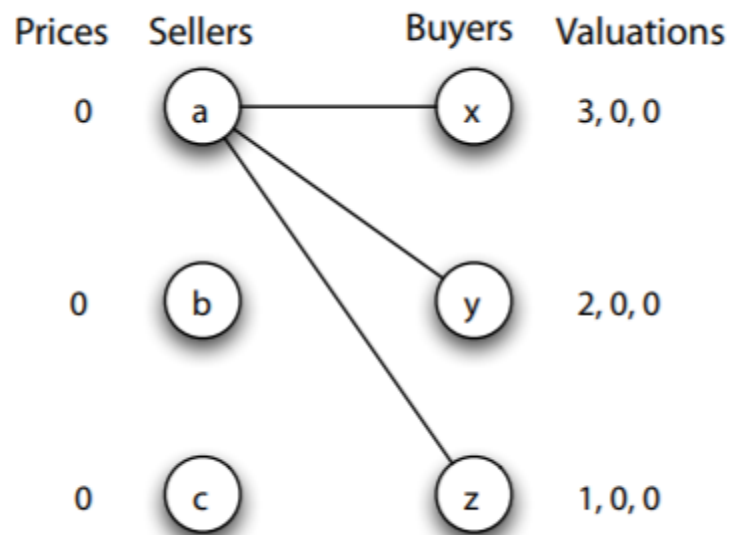 Prices Sellers Buyers Valuations
0 a x 3, 0, 0
0 b y 2, 0, 0
0 c z 1, 0, 0